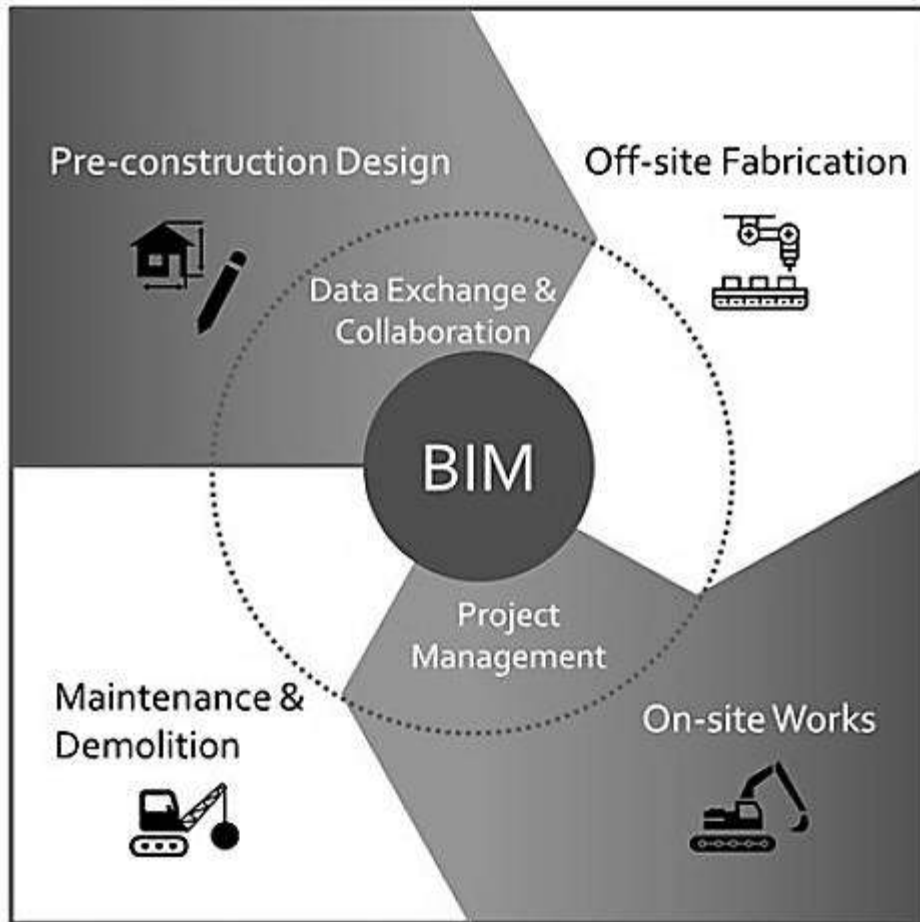 Pre-construction Design
Off-site Fabrication
Data Exchange &
Collaboration
BIM
Project
Management
Maintenance &
Demolition
On-site Works